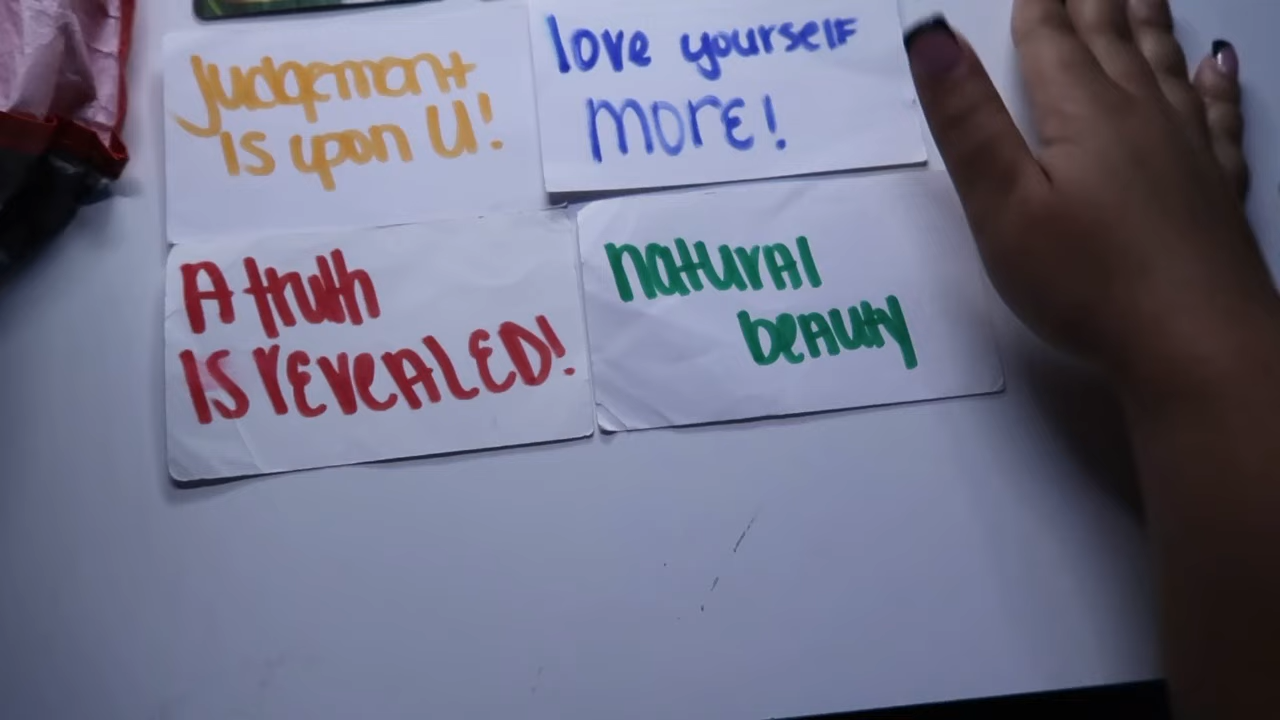 Judgement
is upon U!
love yourself
more!
A truth
is revealed!
natural
beauty